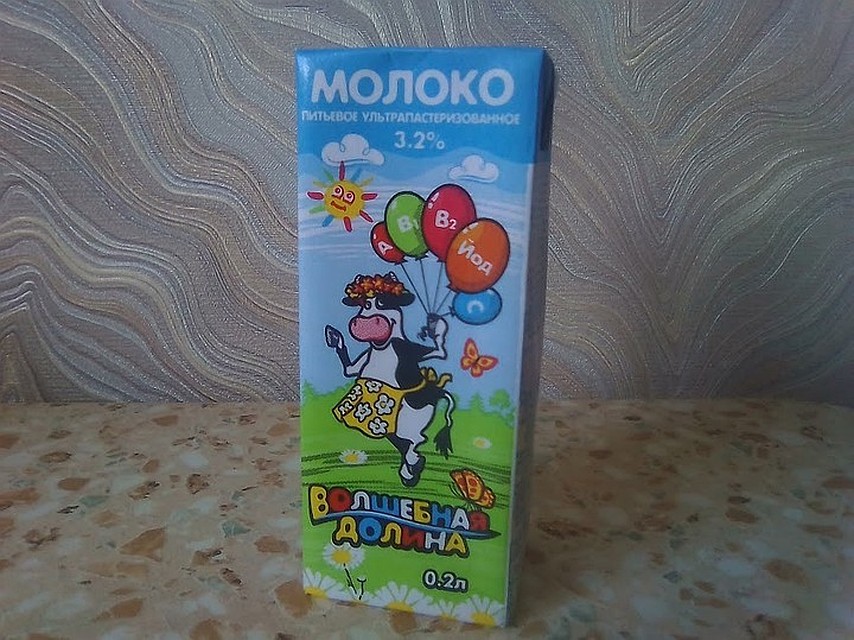 МОЛОКО
ПИТЬЕВОЕ УЛЬТРАПАСТЕРИЗОВАННОЕ
3.2%
А
B1
B2
Йод
С
ВОЛШЕБНАЯ
ДОЛИНА
0.2л